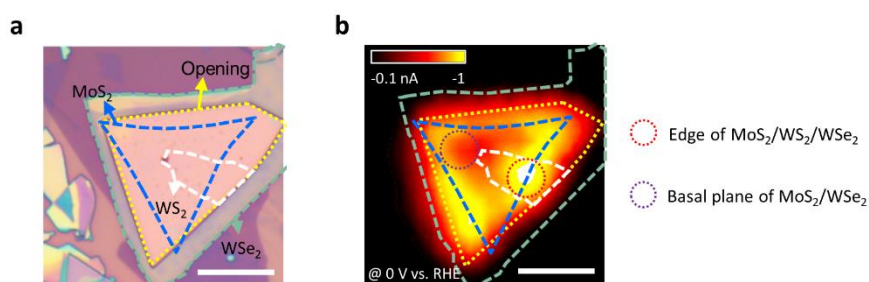 a
Opening
MoS₂
WS₂
WSe₂
b
-0.1 nA
-1
@ 0 V vs. RHE
Edge of MoS₂/WS₂/WSe₂
Basal plane of MoS₂/WSe₂